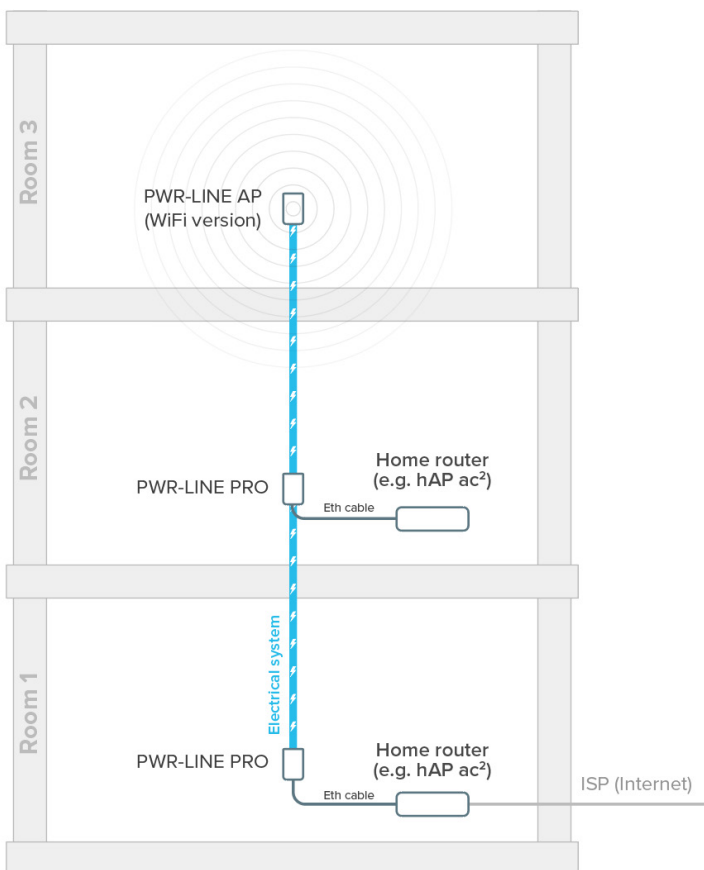 Room 3
PWR-LINE AP
(WiFi version)
Room 2
Home router
(e.g. hAP ac²)
PWR-LINE PRO
Eth cable
Electrical system
Room 1
Home router
(e.g. hAP ac²)
PWR-LINE PRO
ISP (Internet)
Eth cable